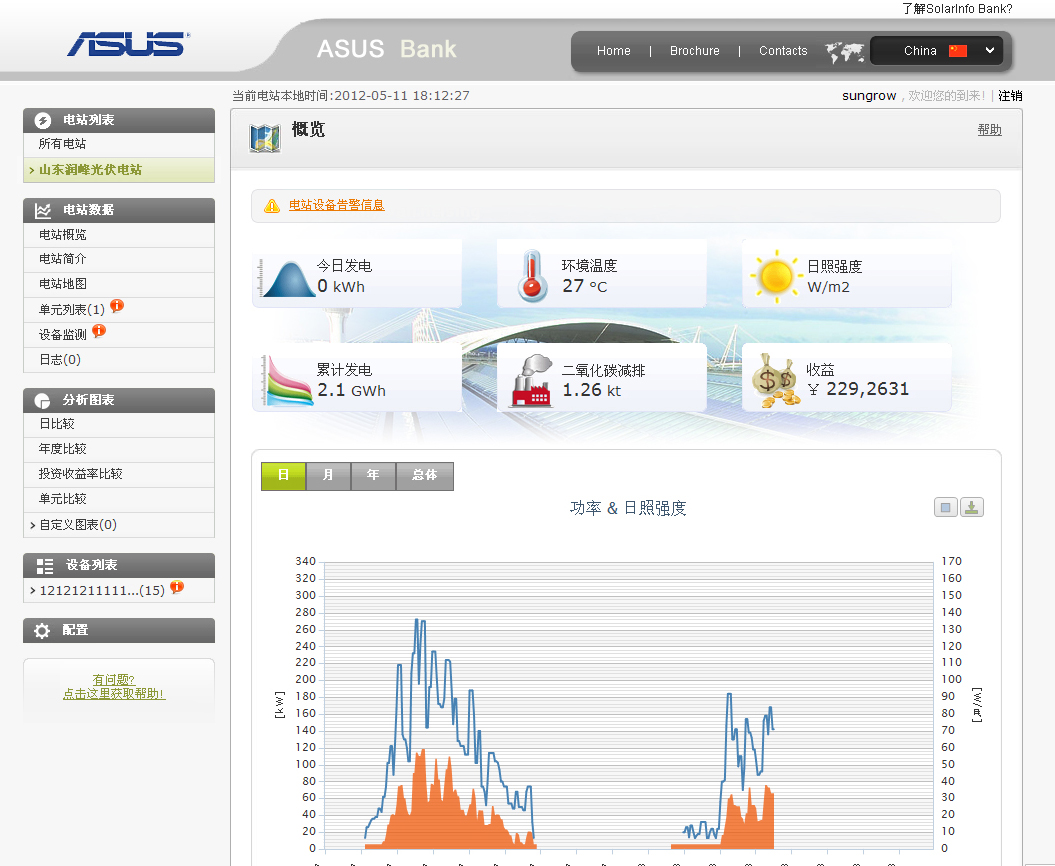 了解SolarInfo Bank?
ASUS
ASUS Bank
Home | Brochure | Contacts
China
当前电站本地时间:2012-05-11 18:12:27
sungrow , 欢迎您的到来! | 注销
电站列表
所有电站
山东润峰光伏电站
电站数据
电站概览
电站简介
电站地图
单元列表(1)
设备监测
日志(0)
分析图表
日比较
年度比较
投资收益率比较
单元比较
自定义图表(0)
设备列表
12121211111...(15)
配置
有问题?
点击这里获取帮助!
概览
帮助
电站设备告警信息
今日发电
0 kWh
环境温度
27 °C
日照强度
W/m2
累计发电
2.1 GWh
二氧化碳减排
1.26 kt
收益
¥ 229,2631
日 月 年 总体
功率 & 日照强度
340
320
300
280
260
240
220
200
180
160
140
120
100
80
60
40
20
0
[kW]
170
160
150
140
130
120
110
100
90
80
70
60
50
40
30
20
10
0
[W/㎡]